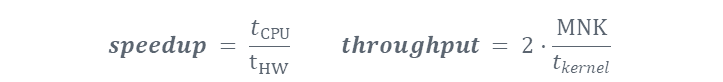 speedup = t_CPU / t_HW    throughput = 2 · MNK / t_kernel